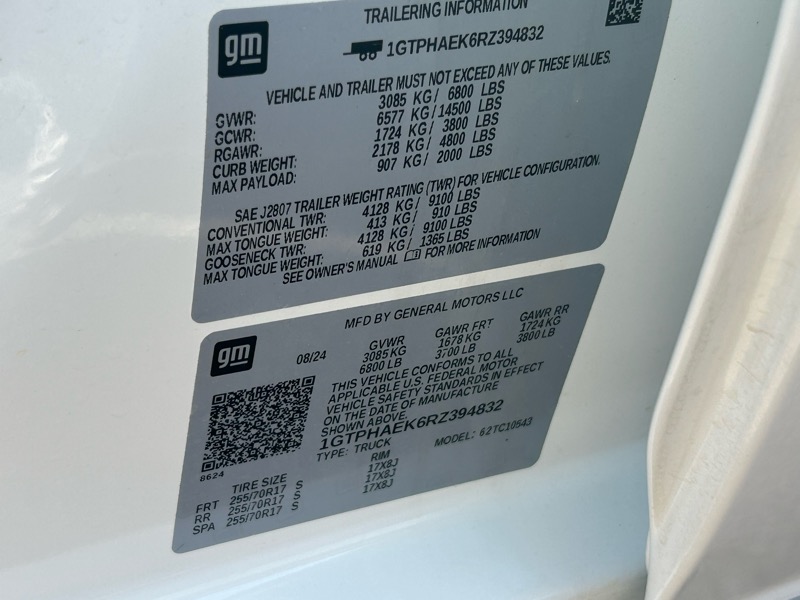 gm
TRAILERING INFORMATION
1GTPHAEK6RZ394832
VEHICLE AND TRAILER MUST NOT EXCEED ANY OF THESE VALUES.
GVWR: 3085 KG/ 6800 LBS
GCWR: 6577 KG/14500 LBS
RGAWR: 1724 KG/ 3800 LBS
CURB WEIGHT: 2178 KG/ 4800 LBS
MAX PAYLOAD: 907 KG/ 2000 LBS
SAE J2807 TRAILER WEIGHT RATING (TWR) FOR VEHICLE CONFIGURATION.
CONVENTIONAL TWR: 4128 KG/ 9100 LBS
MAX TONGUE WEIGHT: 413 KG/ 910 LBS
GOOSENECK TWR: 4128 KG/ 9100 LBS
MAX TONGUE WEIGHT: 619 KG/ 1365 LBS
SEE OWNER'S MANUAL FOR MORE INFORMATION
gm
MFD BY GENERAL MOTORS LLC
08/24 GVWR GAWR FRT GAWR RR
3085KG 1678 KG 1724KG
6800 LB 3700 LB 3800 LB
THIS VEHICLE CONFORMS TO ALL
APPLICABLE U.S. FEDERAL MOTOR
VEHICLE SAFETY STANDARDS IN EFFECT
ON THE DATE OF MANUFACTURE
SHOWN ABOVE.
1GTPHAEK6RZ394832
TYPE: TRUCK MODEL: 62TC10543
8624
TIRE SIZE RIM
FRT 255/70R17 S 17X8J
RR 255/70R17 S 17X8J
SPA 255/70R17 S 17X8J